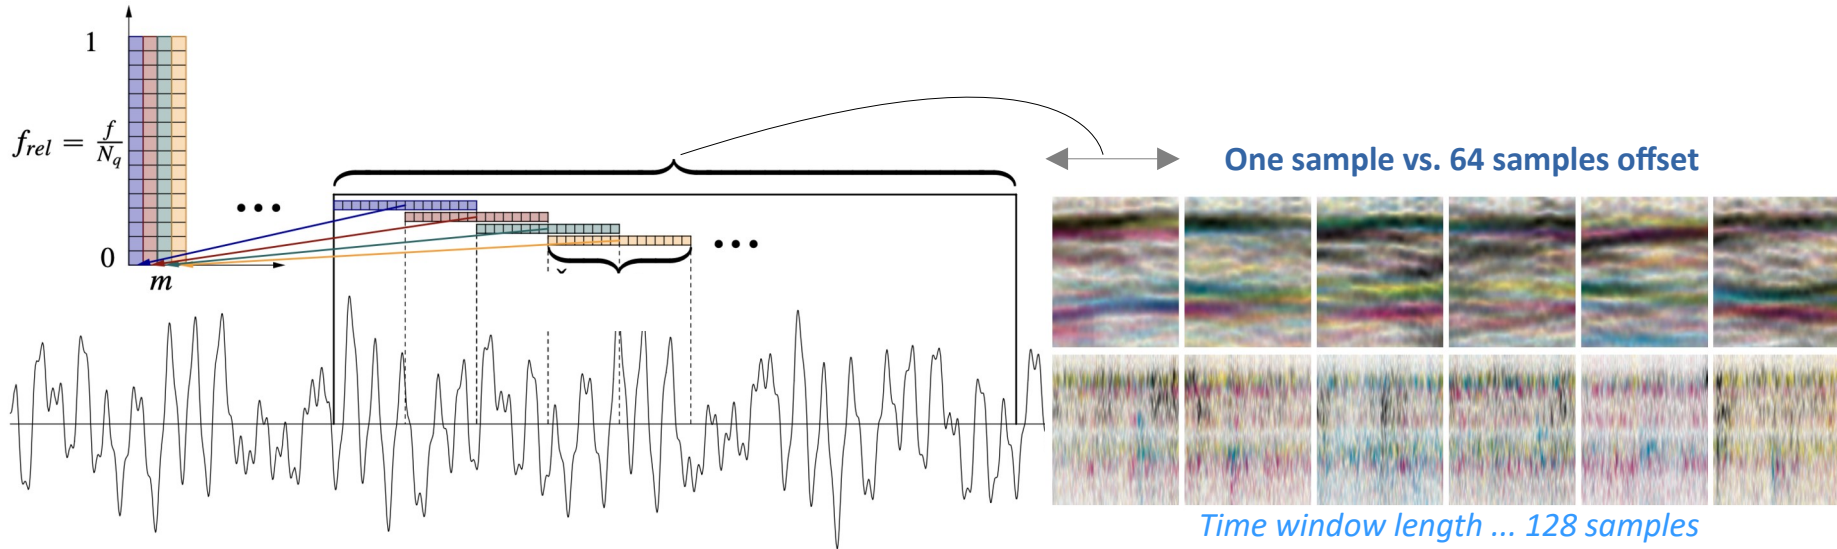 1
f_rel = f/N_q
0
m
One sample vs. 64 samples offset
Time window length ... 128 samples